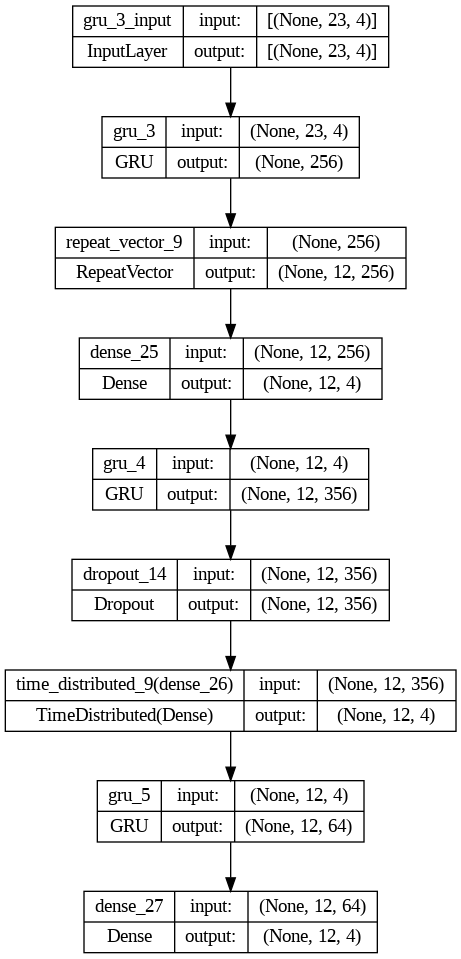 gru_3_input input: [(None, 23, 4)]
InputLayer output: [(None, 23, 4)]
gru_3 input: (None, 23, 4)
GRU output: (None, 256)
repeat_vector_9 input: (None, 256)
RepeatVector output: (None, 12, 256)
dense_25 input: (None, 12, 256)
Dense output: (None, 12, 4)
gru_4 input: (None, 12, 4)
GRU output: (None, 12, 356)
dropout_14 input: (None, 12, 356)
Dropout output: (None, 12, 356)
time_distributed_9(dense_26) input: (None, 12, 356)
TimeDistributed(Dense) output: (None, 12, 4)
gru_5 input: (None, 12, 4)
GRU output: (None, 12, 64)
dense_27 input: (None, 12, 64)
Dense output: (None, 12, 4)